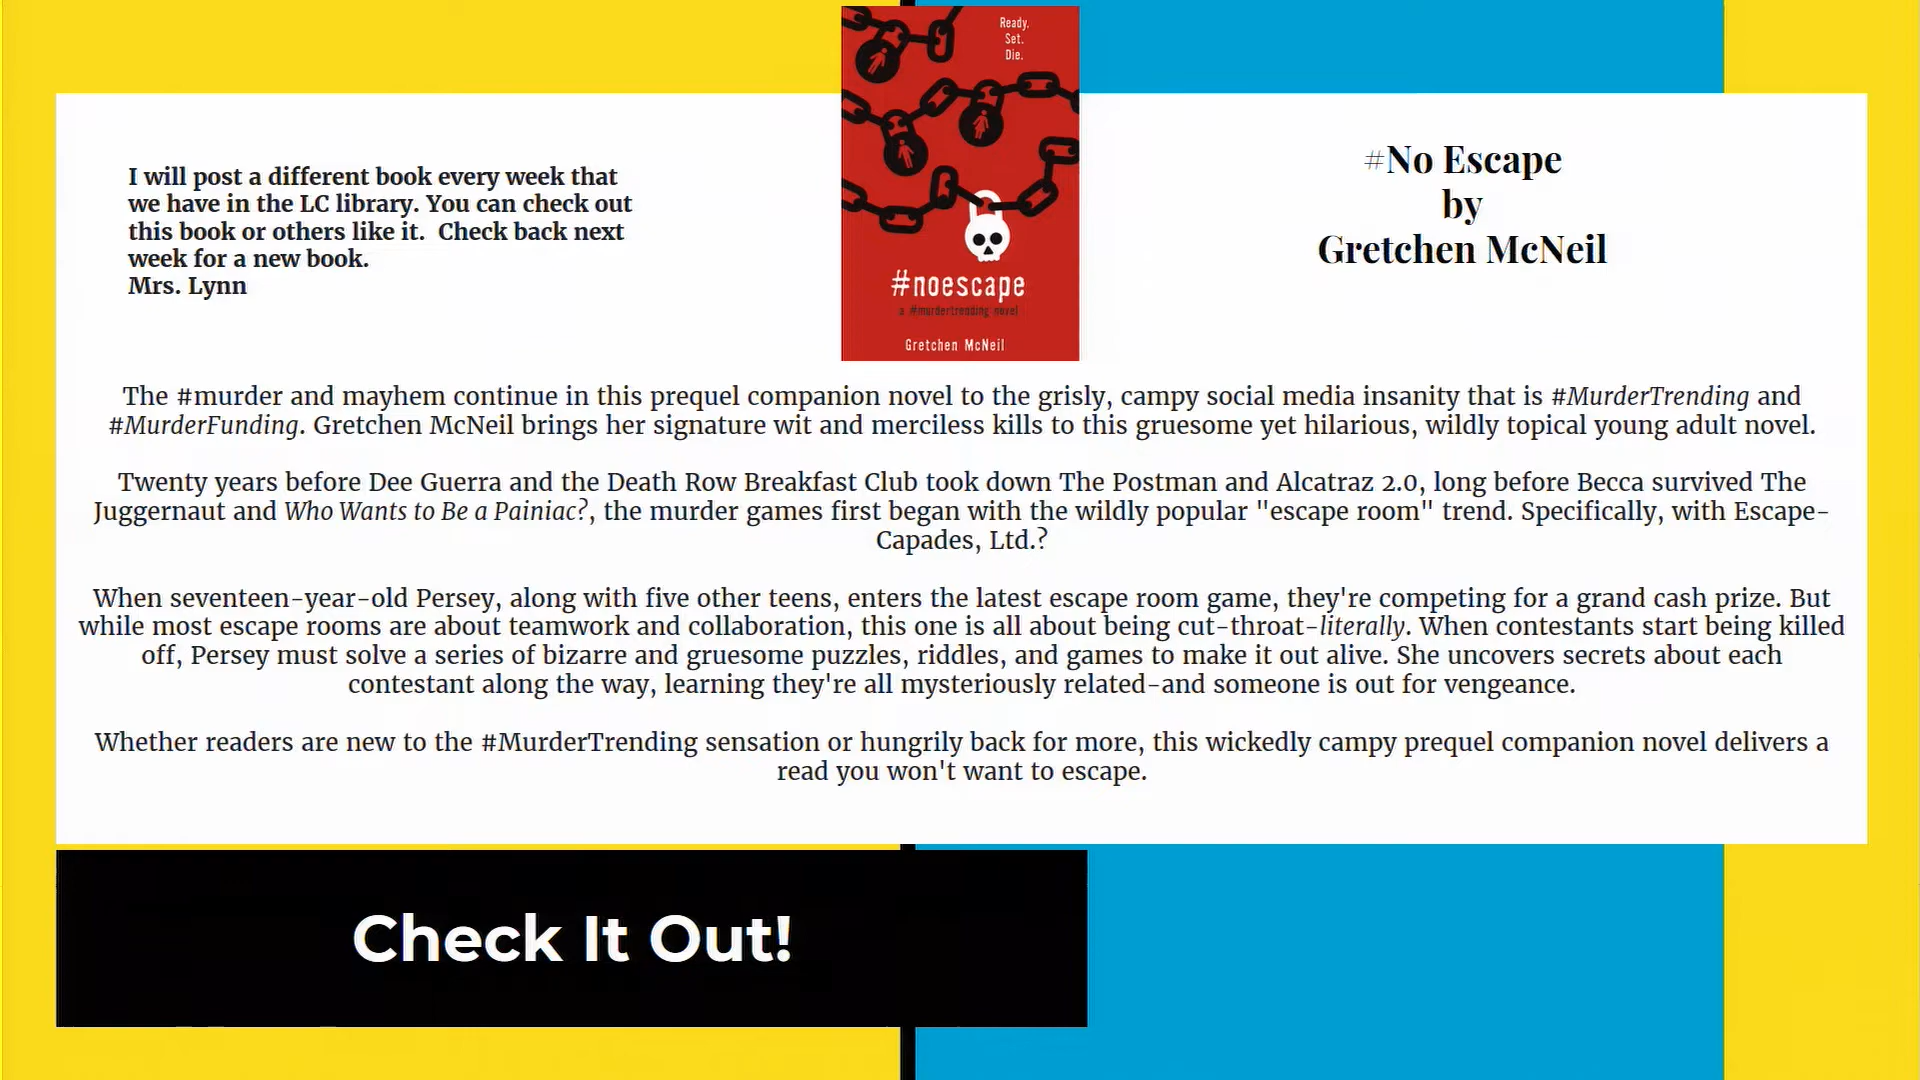 I will post a different book every week that
we have in the LC library. You can check out
this book or others like it.  Check back next
week for a new book.
Mrs. Lynn
Ready.
Set.
Die.
#noescape
a #murdertrending novel
Gretchen McNeil
#No Escape
by
Gretchen McNeil
The #murder and mayhem continue in this prequel companion novel to the grisly, campy social media insanity that is #MurderTrending and
#MurderFunding. Gretchen McNeil brings her signature wit and merciless kills to this gruesome yet hilarious, wildly topical young adult novel.
Twenty years before Dee Guerra and the Death Row Breakfast Club took down The Postman and Alcatraz 2.0, long before Becca survived The
Juggernaut and Who Wants to Be a Painiac?, the murder games first began with the wildly popular "escape room" trend. Specifically, with Escape-
Capades, Ltd.?
When seventeen-year-old Persey, along with five other teens, enters the latest escape room game, they're competing for a grand cash prize. But
while most escape rooms are about teamwork and collaboration, this one is all about being cut-throat-literally. When contestants start being killed
off, Persey must solve a series of bizarre and gruesome puzzles, riddles, and games to make it out alive. She uncovers secrets about each
contestant along the way, learning they're all mysteriously related-and someone is out for vengeance.
Whether readers are new to the #MurderTrending sensation or hungrily back for more, this wickedly campy prequel companion novel delivers a
read you won't want to escape.
Check It Out!